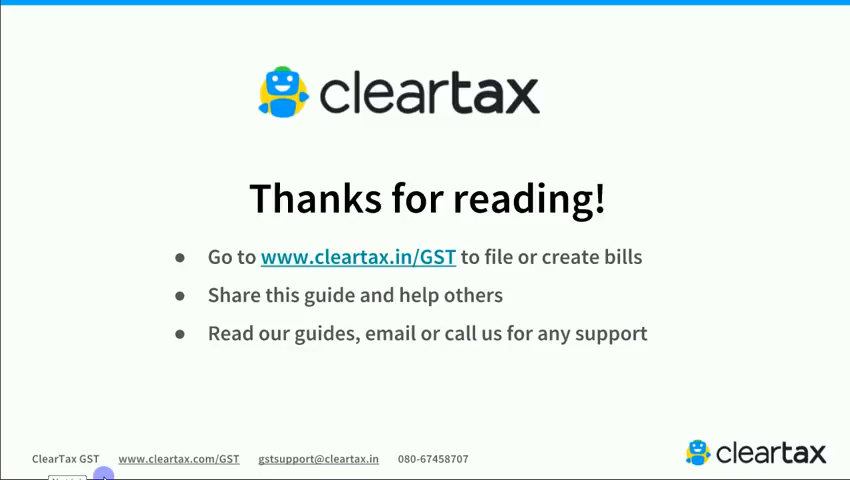 cleartax
Thanks for reading!
● Go to www.cleartax.in/GST to file or create bills
● Share this guide and help others
● Read our guides, email or call us for any support
ClearTax GST www.cleartax.com/GST gstsupport@cleartax.in 080-67458707
cleartax